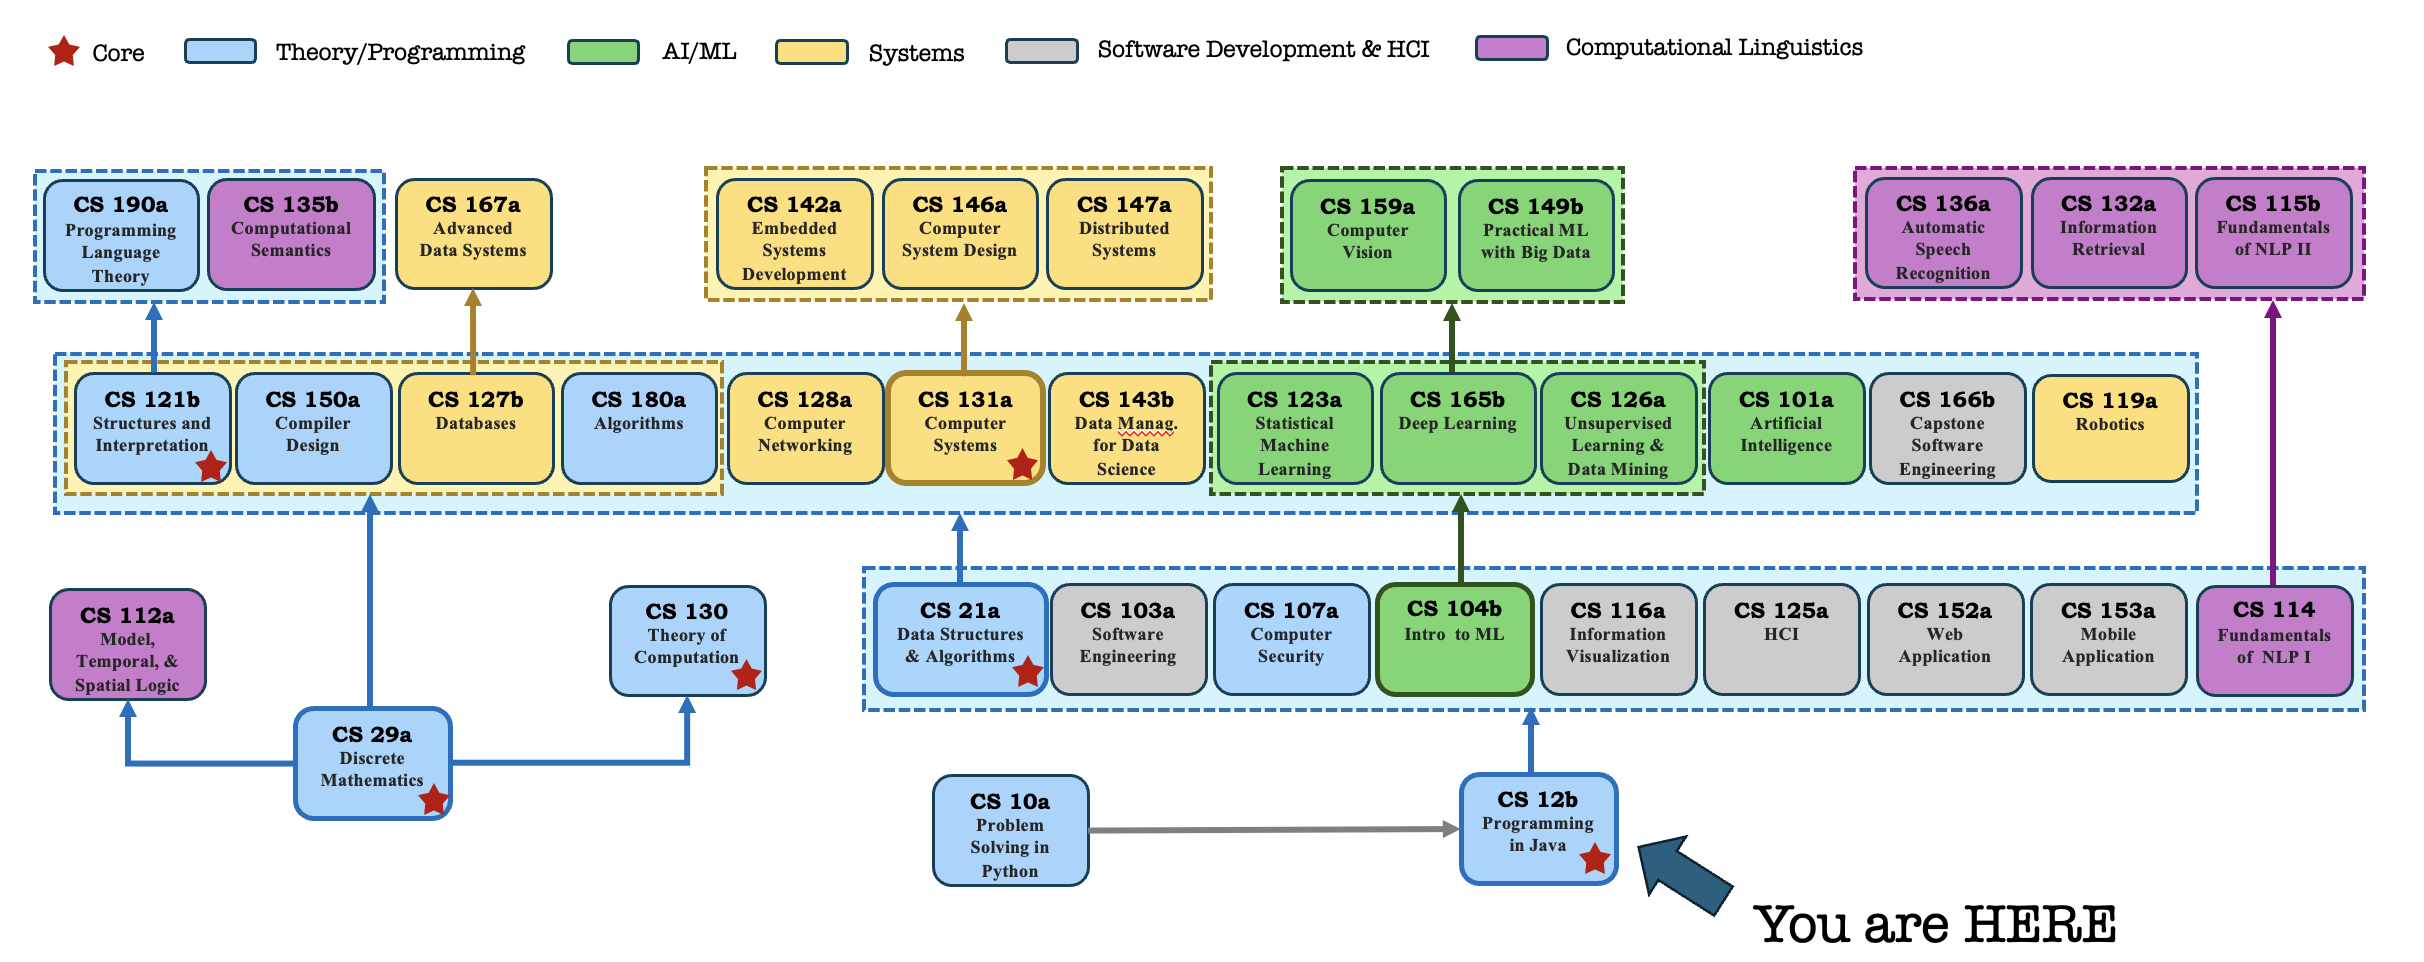 Core
Theory/Programming
AI/ML
Systems
Software Development & HCI
Computational Linguistics
CS 190a
Programming
Language
Theory
CS 135b
Computational
Semantics
CS 167a
Advanced
Data Systems
CS 142a
Embedded
Systems
Development
CS 146a
Computer
System Design
CS 147a
Distributed
Systems
CS 159a
Computer
Vision
CS 149b
Practical ML
with Big Data
CS 136a
Automatic
Speech
Recognition
CS 132a
Information
Retrieval
CS 115b
Fundamentals
of NLP II
CS 121b
Structures and
Interpretation
CS 150a
Compiler
Design
CS 127b
Databases
CS 180a
Algorithms
CS 128a
Computer
Networking
CS 131a
Computer
Systems
CS 143b
Data Manag.
for Data
Science
CS 123a
Statistical
Machine
Learning
CS 165b
Deep Learning
CS 126a
Unsupervised
Learning &
Data Mining
CS 101a
Artificial
Intelligence
CS 166b
Capstone
Software
Engineering
CS 119a
Robotics
CS 112a
Model,
Temporal, &
Spatial Logic
CS 130
Theory of
Computation
CS 21a
Data Structures
& Algorithms
CS 103a
Software
Engineering
CS 107a
Computer
Security
CS 104b
Intro to ML
CS 116a
Information
Visualization
CS 125a
HCI
CS 152a
Web
Application
CS 153a
Mobile
Application
CS 114
Fundamentals
of NLP I
CS 29a
Discrete
Mathematics
CS 10a
Problem
Solving in
Python
CS 12b
Programming
in Java
You are HERE